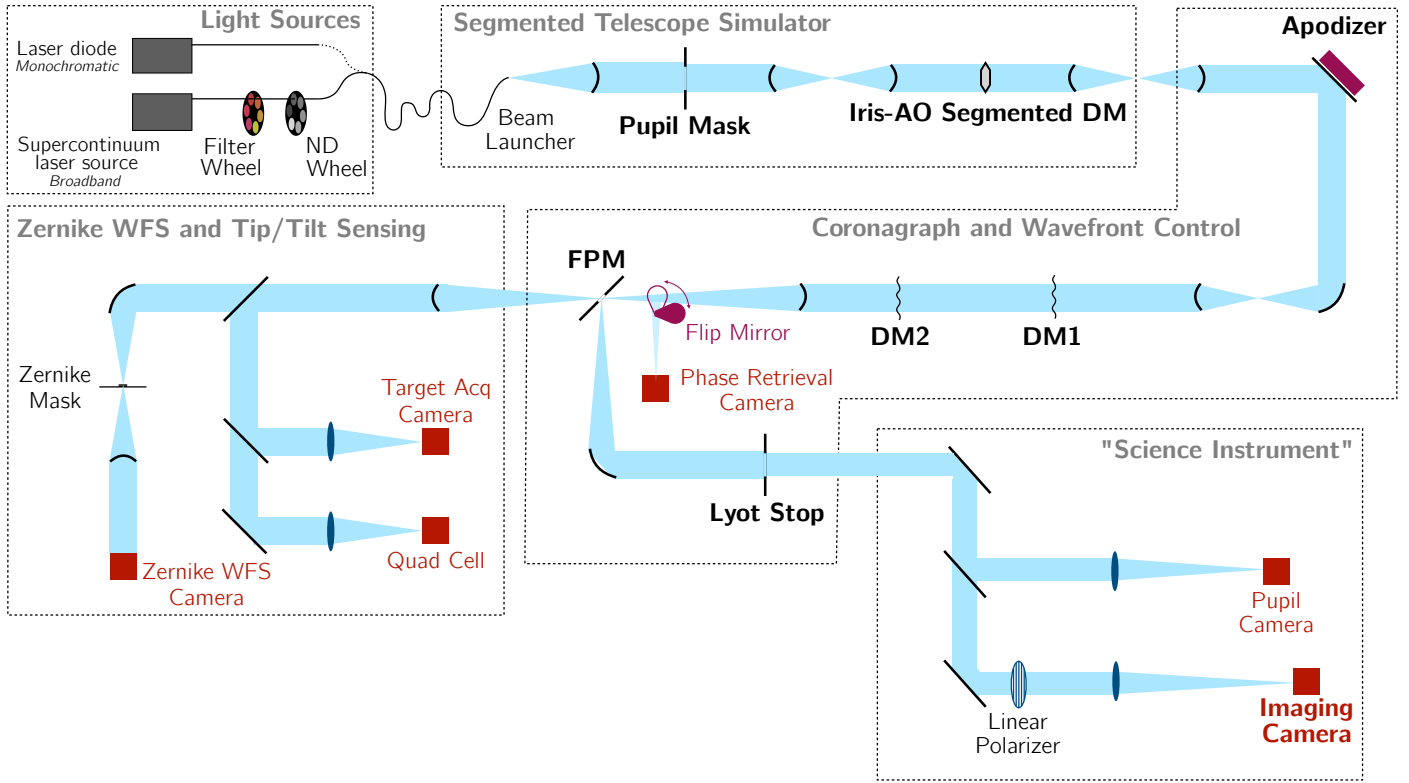 Light Sources
Laser diode
Monochromatic
Supercontinuum
laser source
Broadband
Filter
Wheel
ND
Wheel
Segmented Telescope Simulator
Beam
Launcher
Pupil Mask
Iris-AO Segmented DM
Apodizer
Zernike WFS and Tip/Tilt Sensing
Zernike
Mask
Target Acq
Camera
Quad Cell
Zernike WFS
Camera
Coronagraph and Wavefront Control
FPM
Flip Mirror
DM2
DM1
Phase Retrieval
Camera
Lyot Stop
"Science Instrument"
Pupil
Camera
Linear
Polarizer
Imaging
Camera